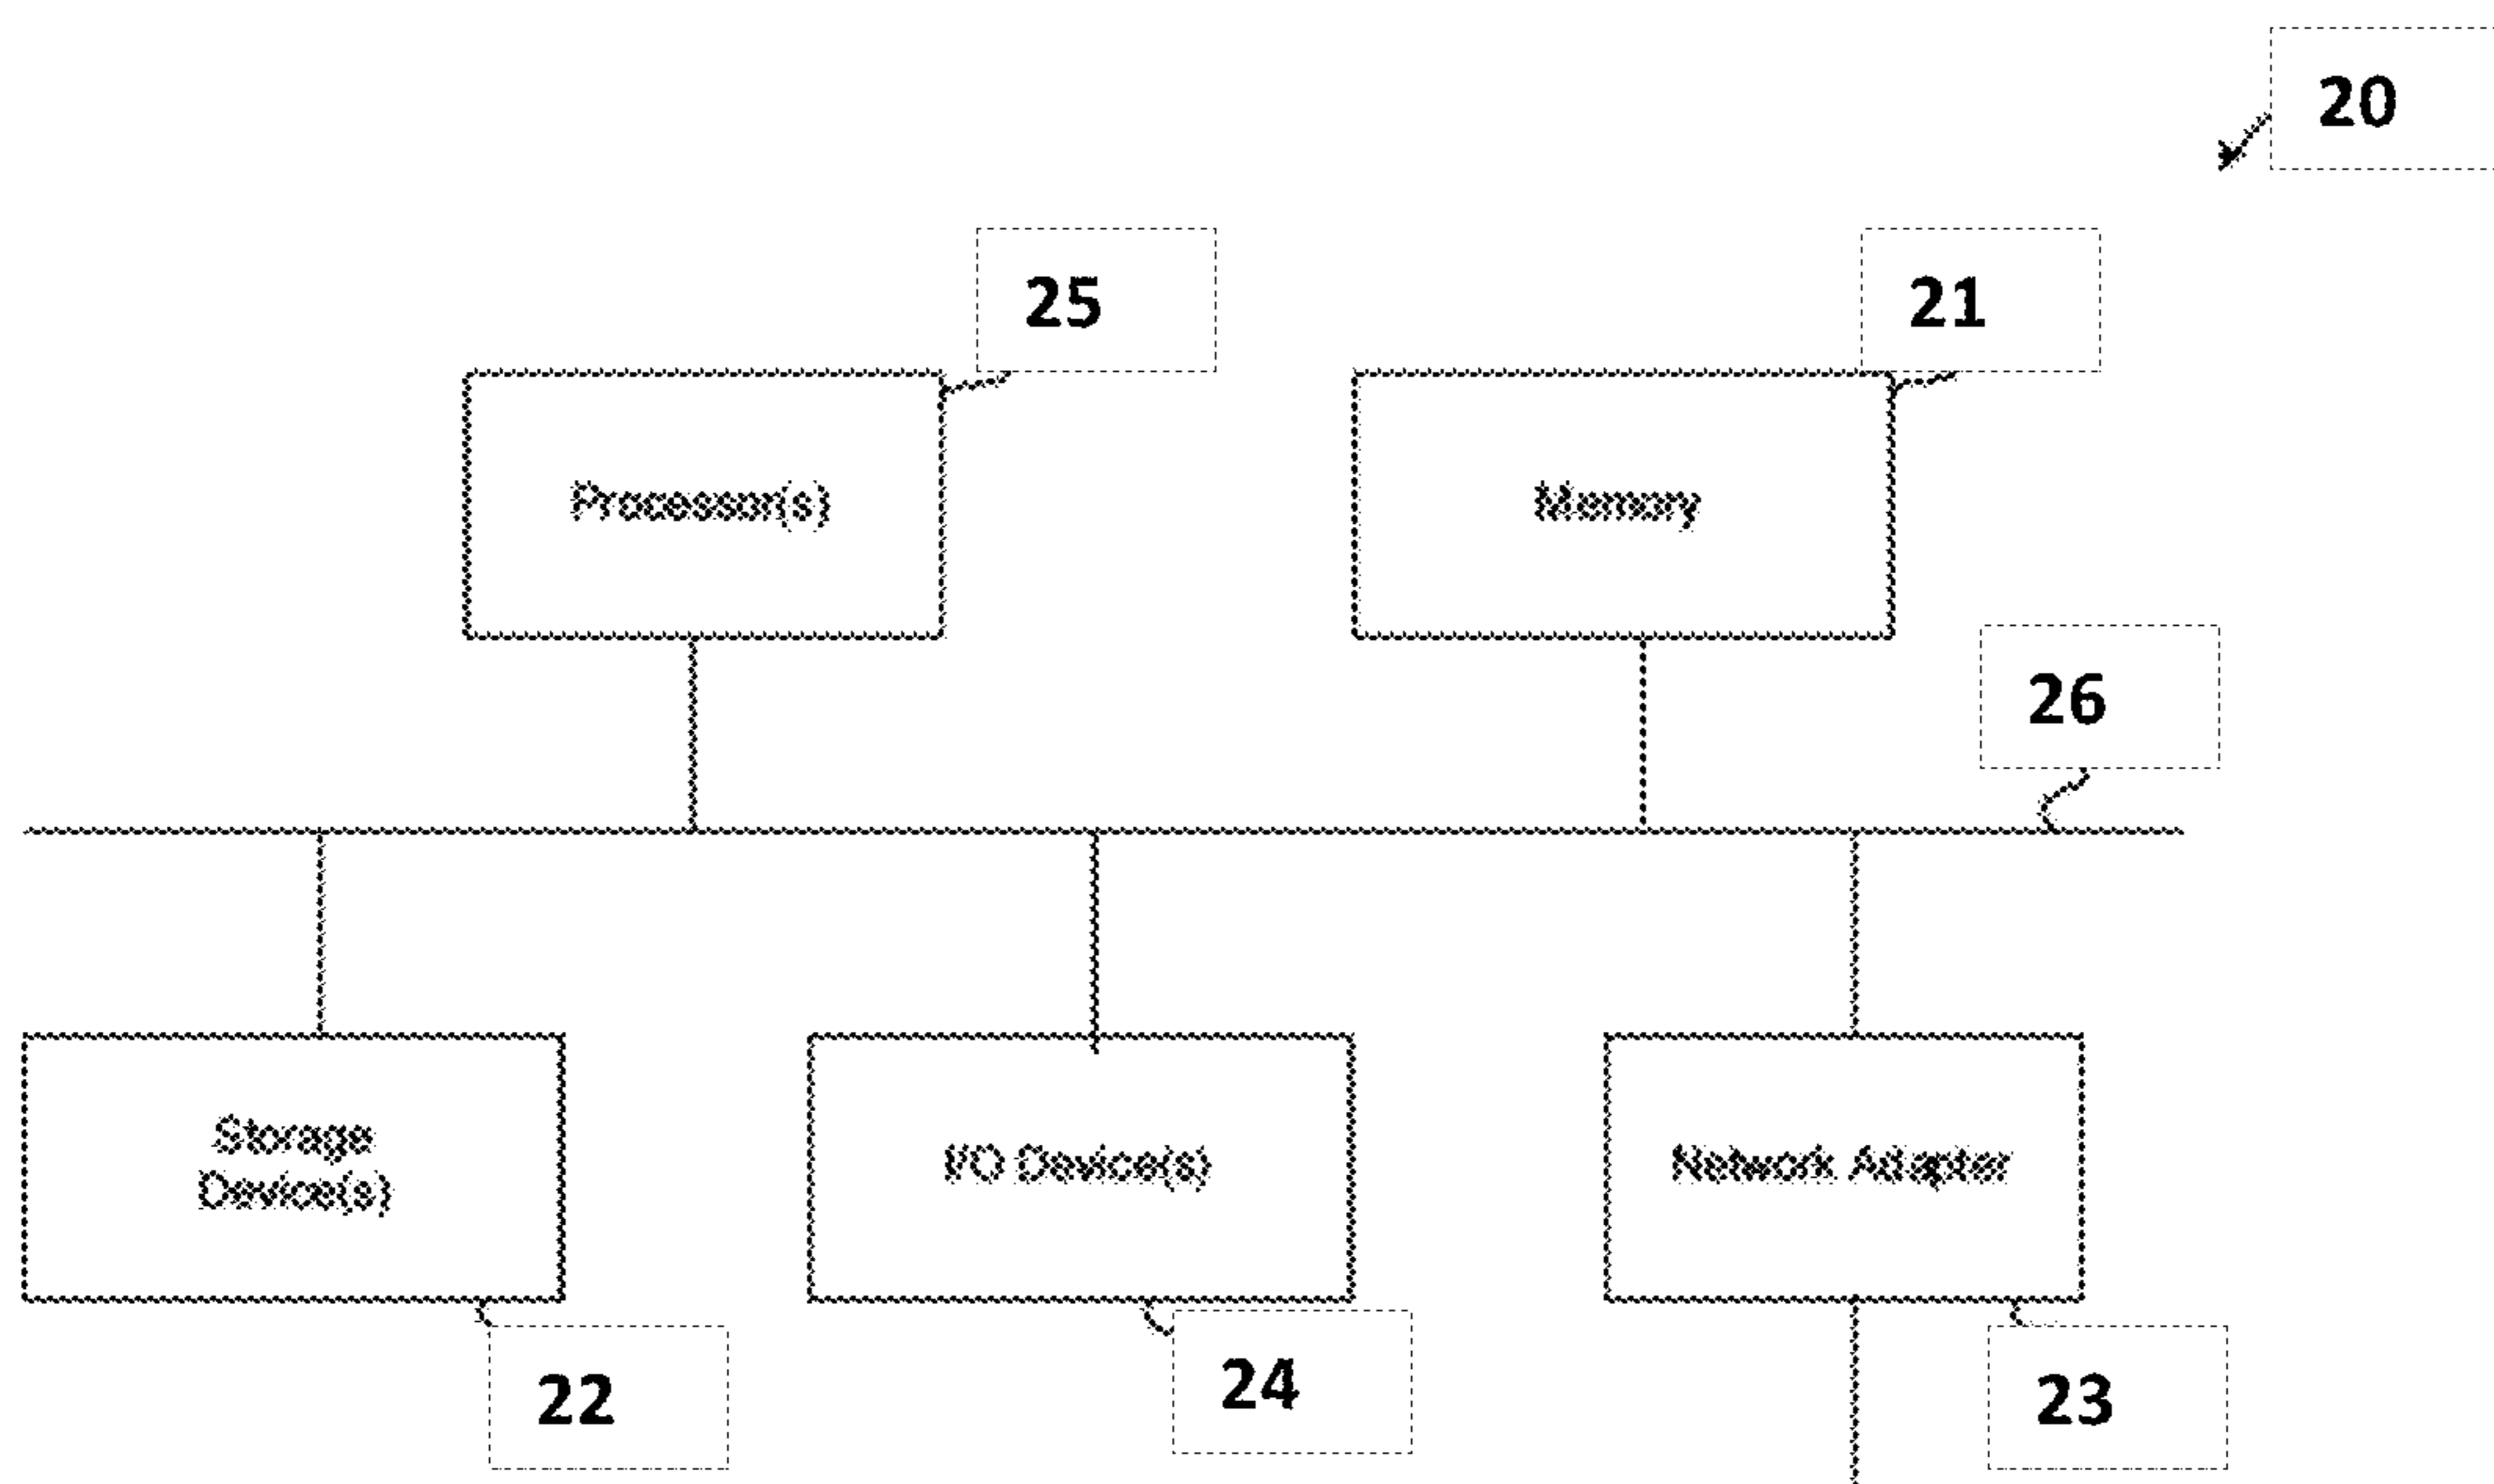 20
25
21
Processor(s)
Memory
26
Storage
Device(s)
I/O Device(s)
Network Adapter
22
24
23